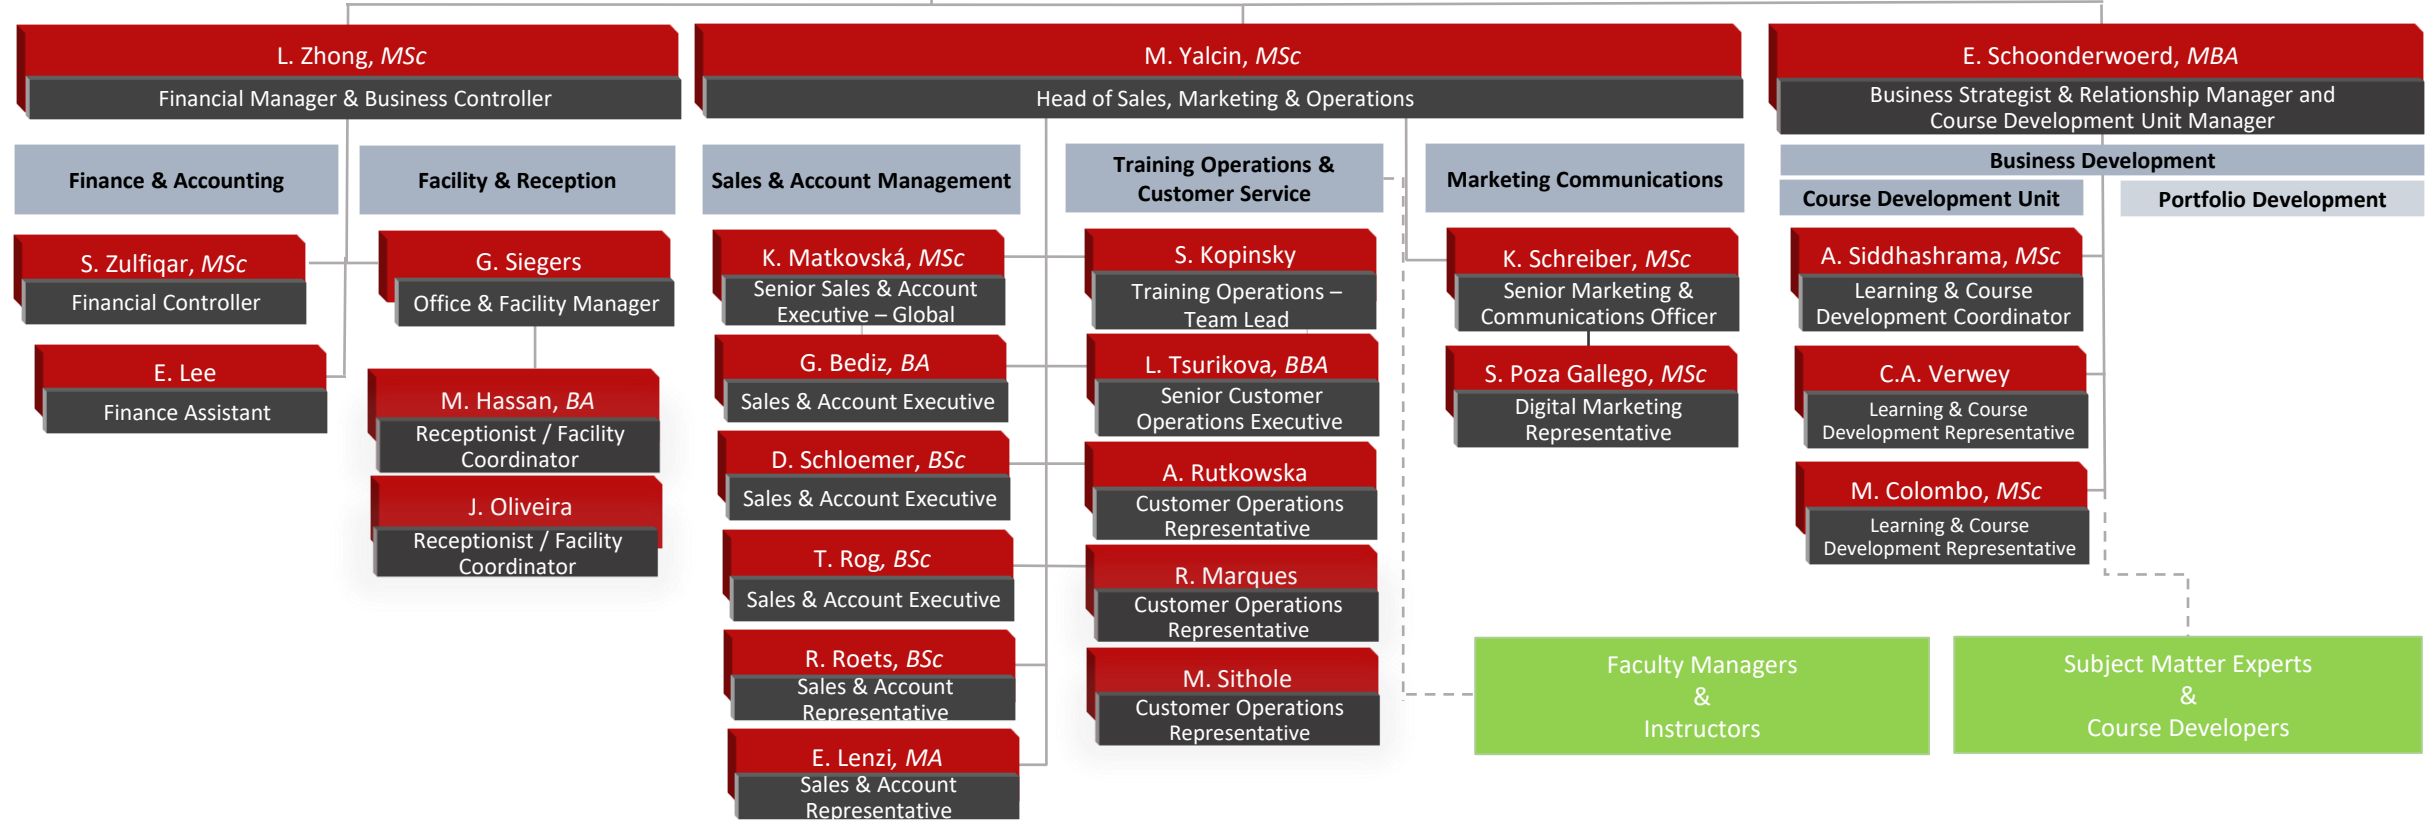 L. Zhong, MSc
Financial Manager & Business Controller
M. Yalcin, MSc
Head of Sales, Marketing & Operations
E. Schoonderwoerd, MBA
Business Strategist & Relationship Manager and
Course Development Unit Manager
Finance & Accounting
Facility & Reception
Sales & Account Management
Training Operations &
Customer Service
Marketing Communications
Business Development
Course Development Unit
Portfolio Development
S. Zulfiqar, MSc
Financial Controller
E. Lee
Finance Assistant
G. Siegers
Office & Facility Manager
M. Hassan, BA
Receptionist / Facility
Coordinator
J. Oliveira
Receptionist / Facility
Coordinator
K. Matkovská, MSc
Senior Sales & Account
Executive – Global
G. Bediz, BA
Sales & Account Executive
D. Schloemer, BSc
Sales & Account Executive
T. Rog, BSc
Sales & Account Executive
R. Roets, BSc
Sales & Account
Representative
E. Lenzi, MA
Sales & Account
Representative
S. Kopinsky
Training Operations –
Team Lead
L. Tsurikova, BBA
Senior Customer
Operations Executive
A. Rutkowska
Customer Operations
Representative
R. Marques
Customer Operations
Representative
M. Sithole
Customer Operations
Representative
K. Schreiber, MSc
Senior Marketing &
Communications Officer
S. Poza Gallego, MSc
Digital Marketing
Representative
A. Siddhashrama, MSc
Learning & Course
Development Coordinator
C.A. Verwey
Learning & Course
Development Representative
M. Colombo, MSc
Learning & Course
Development Representative
Faculty Managers
&
Instructors
Subject Matter Experts
&
Course Developers